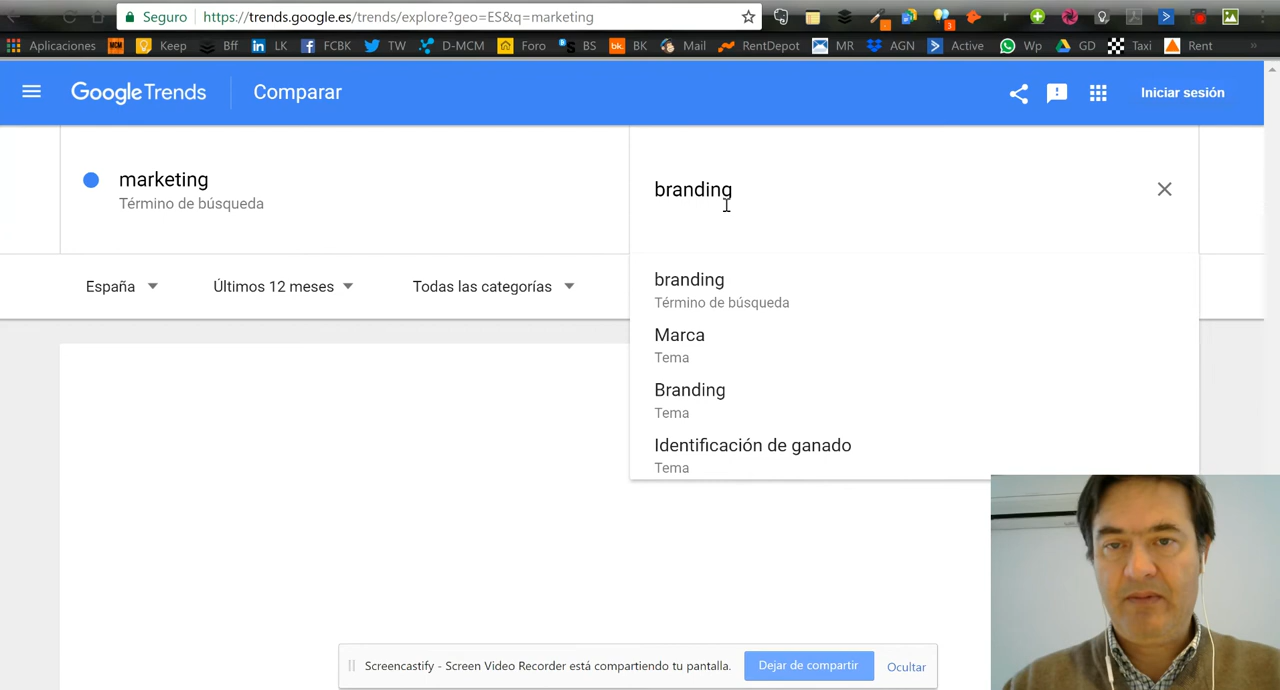 Seguro https://trends.google.es/trends/explore?geo=ES&q=marketing
Aplicaciones MCM Keep Bff LK FCBK TW D-MCM Foro BS bk. BK Mail RentDepot MR AGN Active Wp GD Taxi Rent »
Google Trends Comparar Iniciar sesión
marketing
Término de búsqueda
branding
España Últimos 12 meses Todas las categorías
branding
Término de búsqueda
Marca
Tema
Branding
Tema
Identificación de ganado
Tema
Screencastify - Screen Video Recorder está compartiendo tu pantalla. Dejar de compartir Ocultar